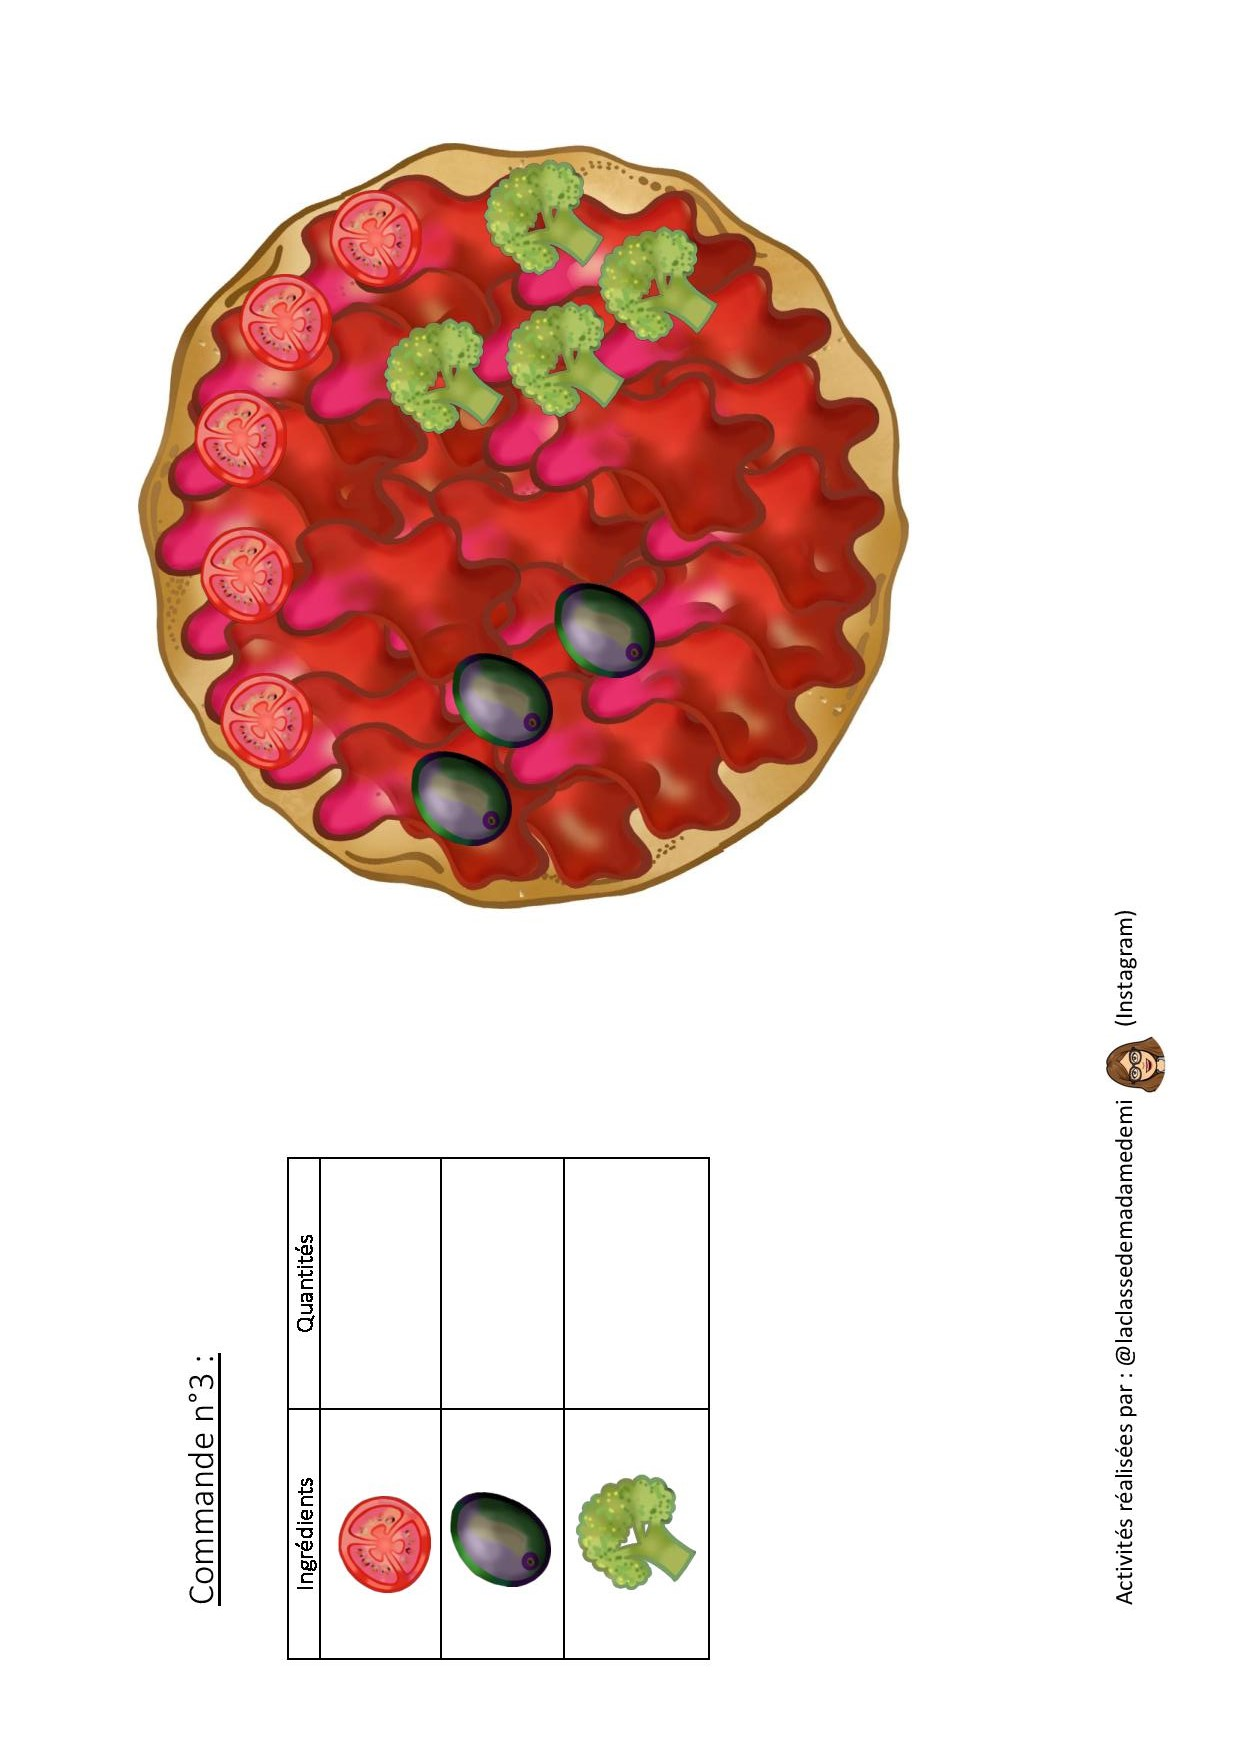 Commande n°3 :
Ingrédients Quantités
Activités réalisées par : @laclassedemadamedemi (Instagram)